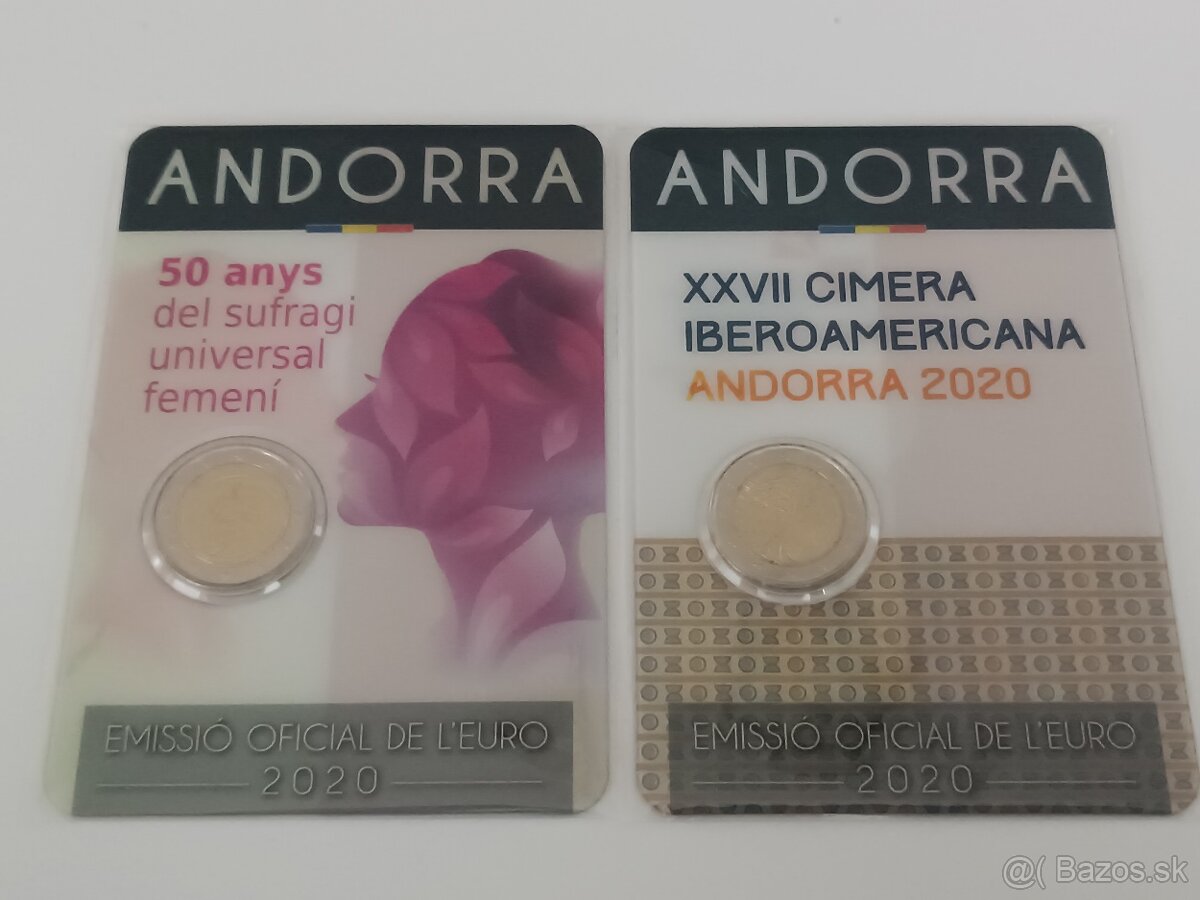 ANDORRA
50 anys
del sufragi
universal
femení
EMISSIÓ OFICIAL DE L'EURO
2020
ANDORRA
XXVII CIMERA
IBEROAMERICANA
ANDORRA 2020
EMISSIÓ OFICIAL DE L'EURO
2020
@( Bazos.sk